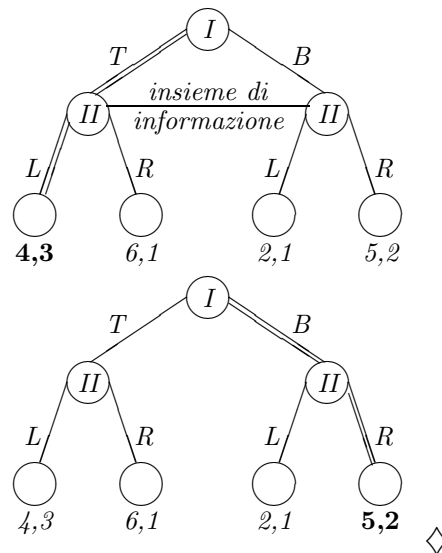 I
T B
insieme di
II II
informazione
L R L R
4,3 6,1 2,1 5,2
I
T B
II II
L R L R
4,3 6,1 2,1 5,2